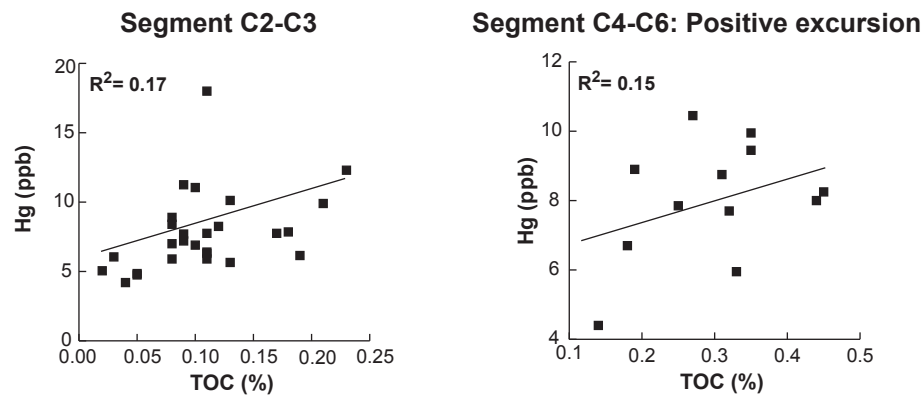 Segment C2-C3
R2= 0.17
Hg (ppb)
20
15
10
5
0
0.00 0.05 0.10 0.15 0.20 0.25
TOC (%)
Segment C4-C6: Positive excursion
R2= 0.15
Hg (ppb)
12
10
8
6
4
0.1 0.2 0.3 0.4 0.5
TOC (%)